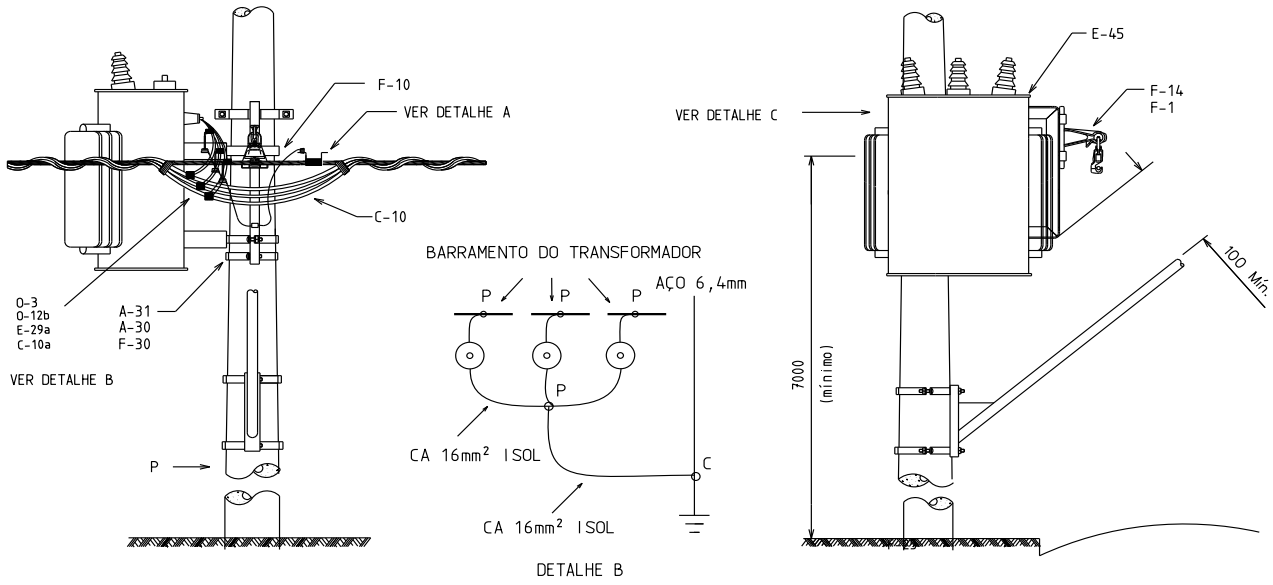 F-10
VER DETALHE A
C-10
O-3
O-12b
E-29a
C-10a
A-31
A-30
F-30
VER DETALHE B
P
BARRAMENTO DO TRANSFORMADOR
AÇO 6,4mm
P
P
P
P
CA 16mm² ISOL
C
CA 16mm² ISOL
DETALHE B
E-45
VER DETALHE C
F-14
F-1
100 Mín.
7000
(mínimo)